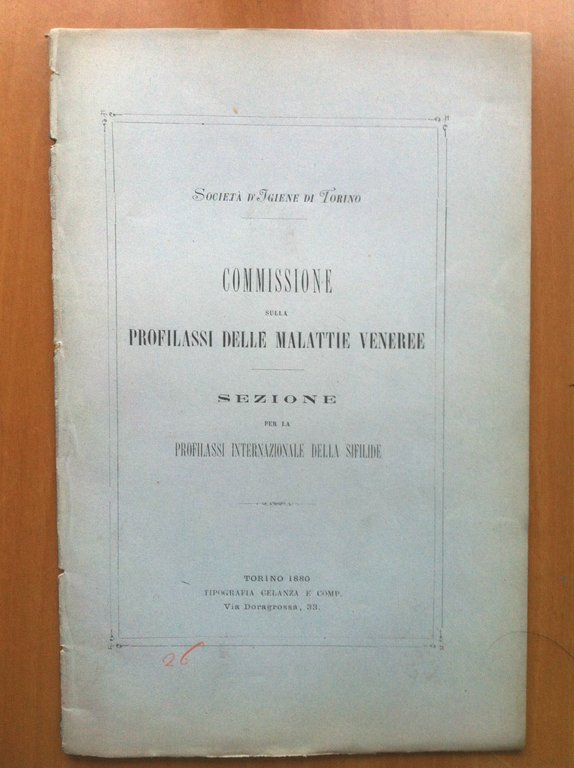 SOCIETÀ D'IGIENE DI TORINO
COMMISSIONE
SULLA
PROFILASSI DELLE MALATTIE VENEREE
SEZIONE
PER LA
PROFILASSI INTERNAZIONALE DELLA SIFILIDE
TORINO 1880
TIPOGRAFIA CELANZA E COMP.
Via Doragrossa, 33.
26